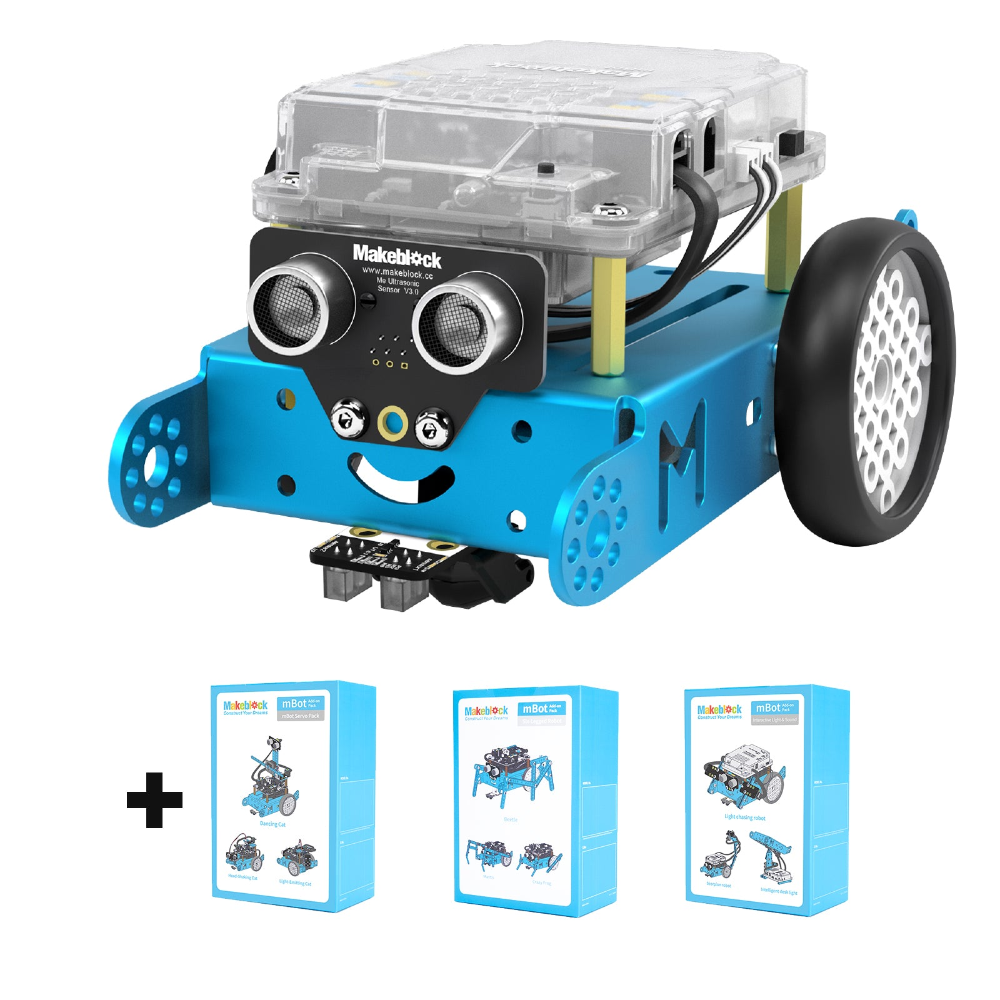 Makeblock
Makeblock
www.makeblock.cc
Me Ultrasonic
Sensor V3.0
Makeblock
Construct Your Dreams
mBot Add-on Pack
mBot Servo Pack
Dancing Cat
Head-Shaking Cat
Light Emitting Cat
Makeblock
Construct Your Dreams
mBot Add-on Pack
Six-Legged Robot
Beetle
Mantis
Crazy Frog
Makeblock
Construct Your Dreams
mBot Add-on Pack
Interactive Light & Sound
Light chasing robot
Scorpion robot
Intelligent desk light